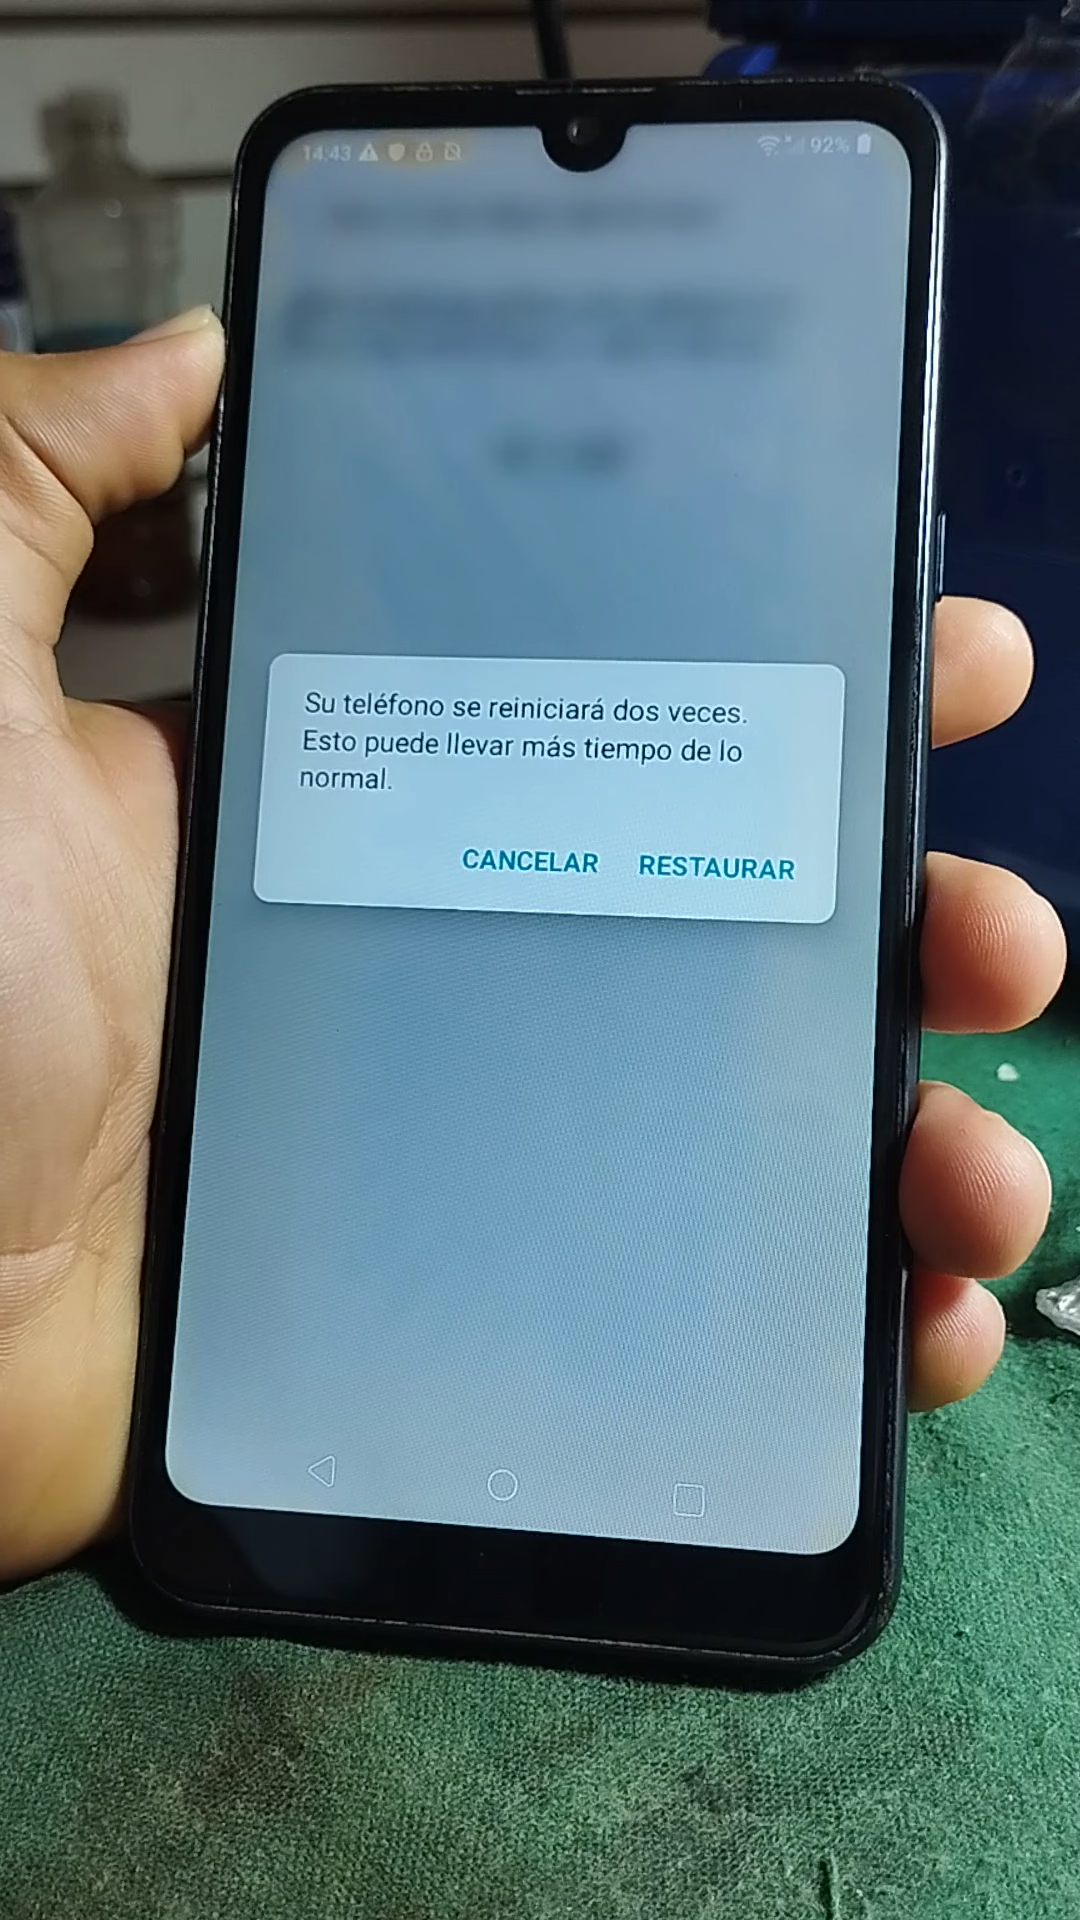 14:43 92%
Su teléfono se reiniciará dos veces.
Esto puede llevar más tiempo de lo
normal.
CANCELAR RESTAURAR